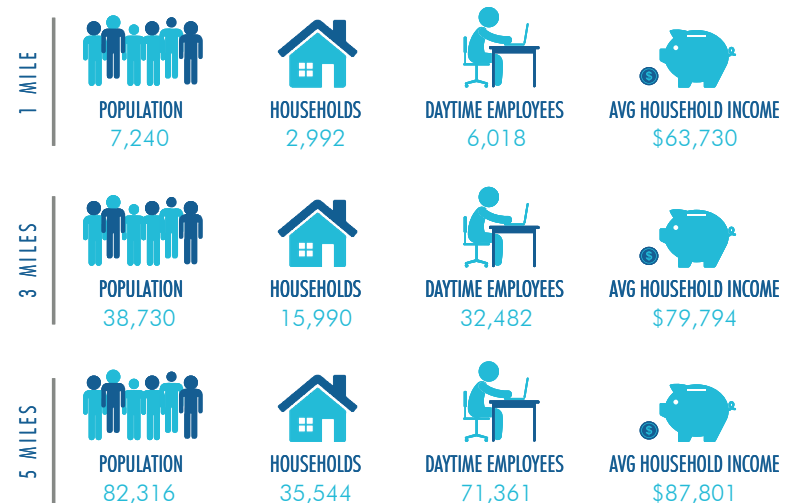 1 MILE
POPULATION
7,240
HOUSEHOLDS
2,992
DAYTIME EMPLOYEES
6,018
$
AVG HOUSEHOLD INCOME
$63,730
3 MILES
POPULATION
38,730
HOUSEHOLDS
15,990
DAYTIME EMPLOYEES
32,482
$
AVG HOUSEHOLD INCOME
$79,794
5 MILES
POPULATION
82,316
HOUSEHOLDS
35,544
DAYTIME EMPLOYEES
71,361
$
AVG HOUSEHOLD INCOME
$87,801